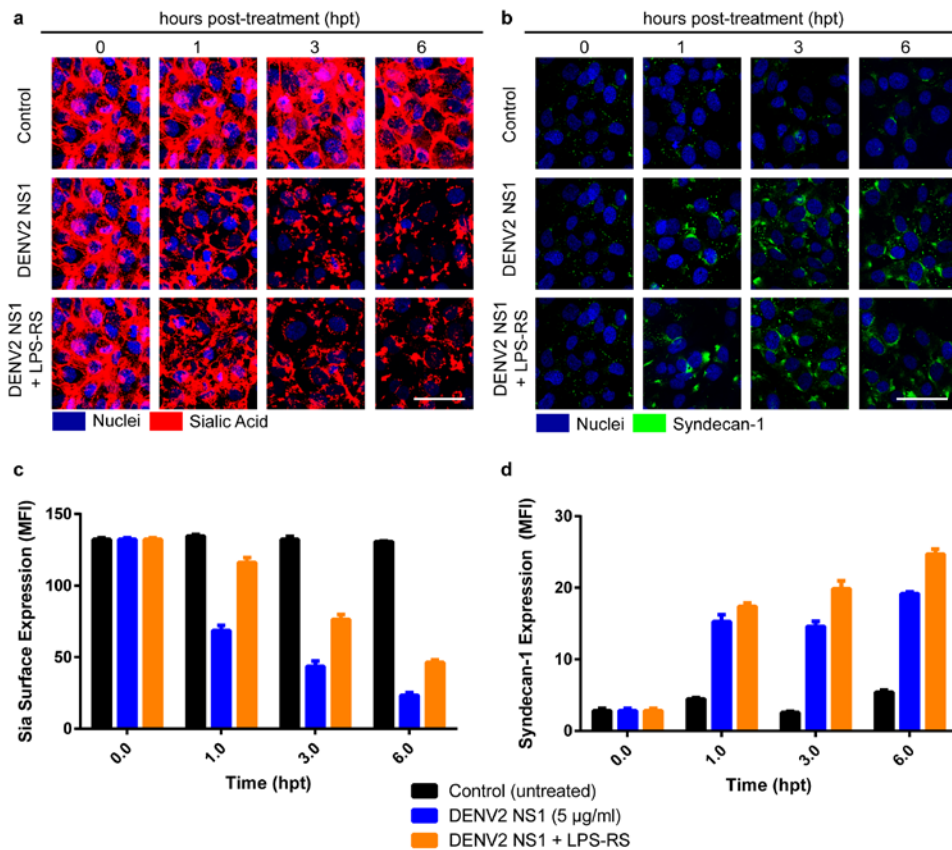 a
hours post-treatment (hpt)
0 1 3 6
Control
DENV2 NS1
DENV2 NS1
+ LPS-RS
Nuclei Sialic Acid
b
hours post-treatment (hpt)
0 1 3 6
Control
DENV2 NS1
DENV2 NS1
+ LPS-RS
Nuclei Syndecan-1
c
Sia Surface Expression (MFI)
150
100
50
0
0.0 1.0 3.0 6.0
Time (hpt)
d
Syndecan-1 Expression (MFI)
30
20
10
0
0.0 1.0 3.0 6.0
Time (hpt)
Control (untreated)
DENV2 NS1 (5 µg/ml)
DENV2 NS1 + LPS-RS